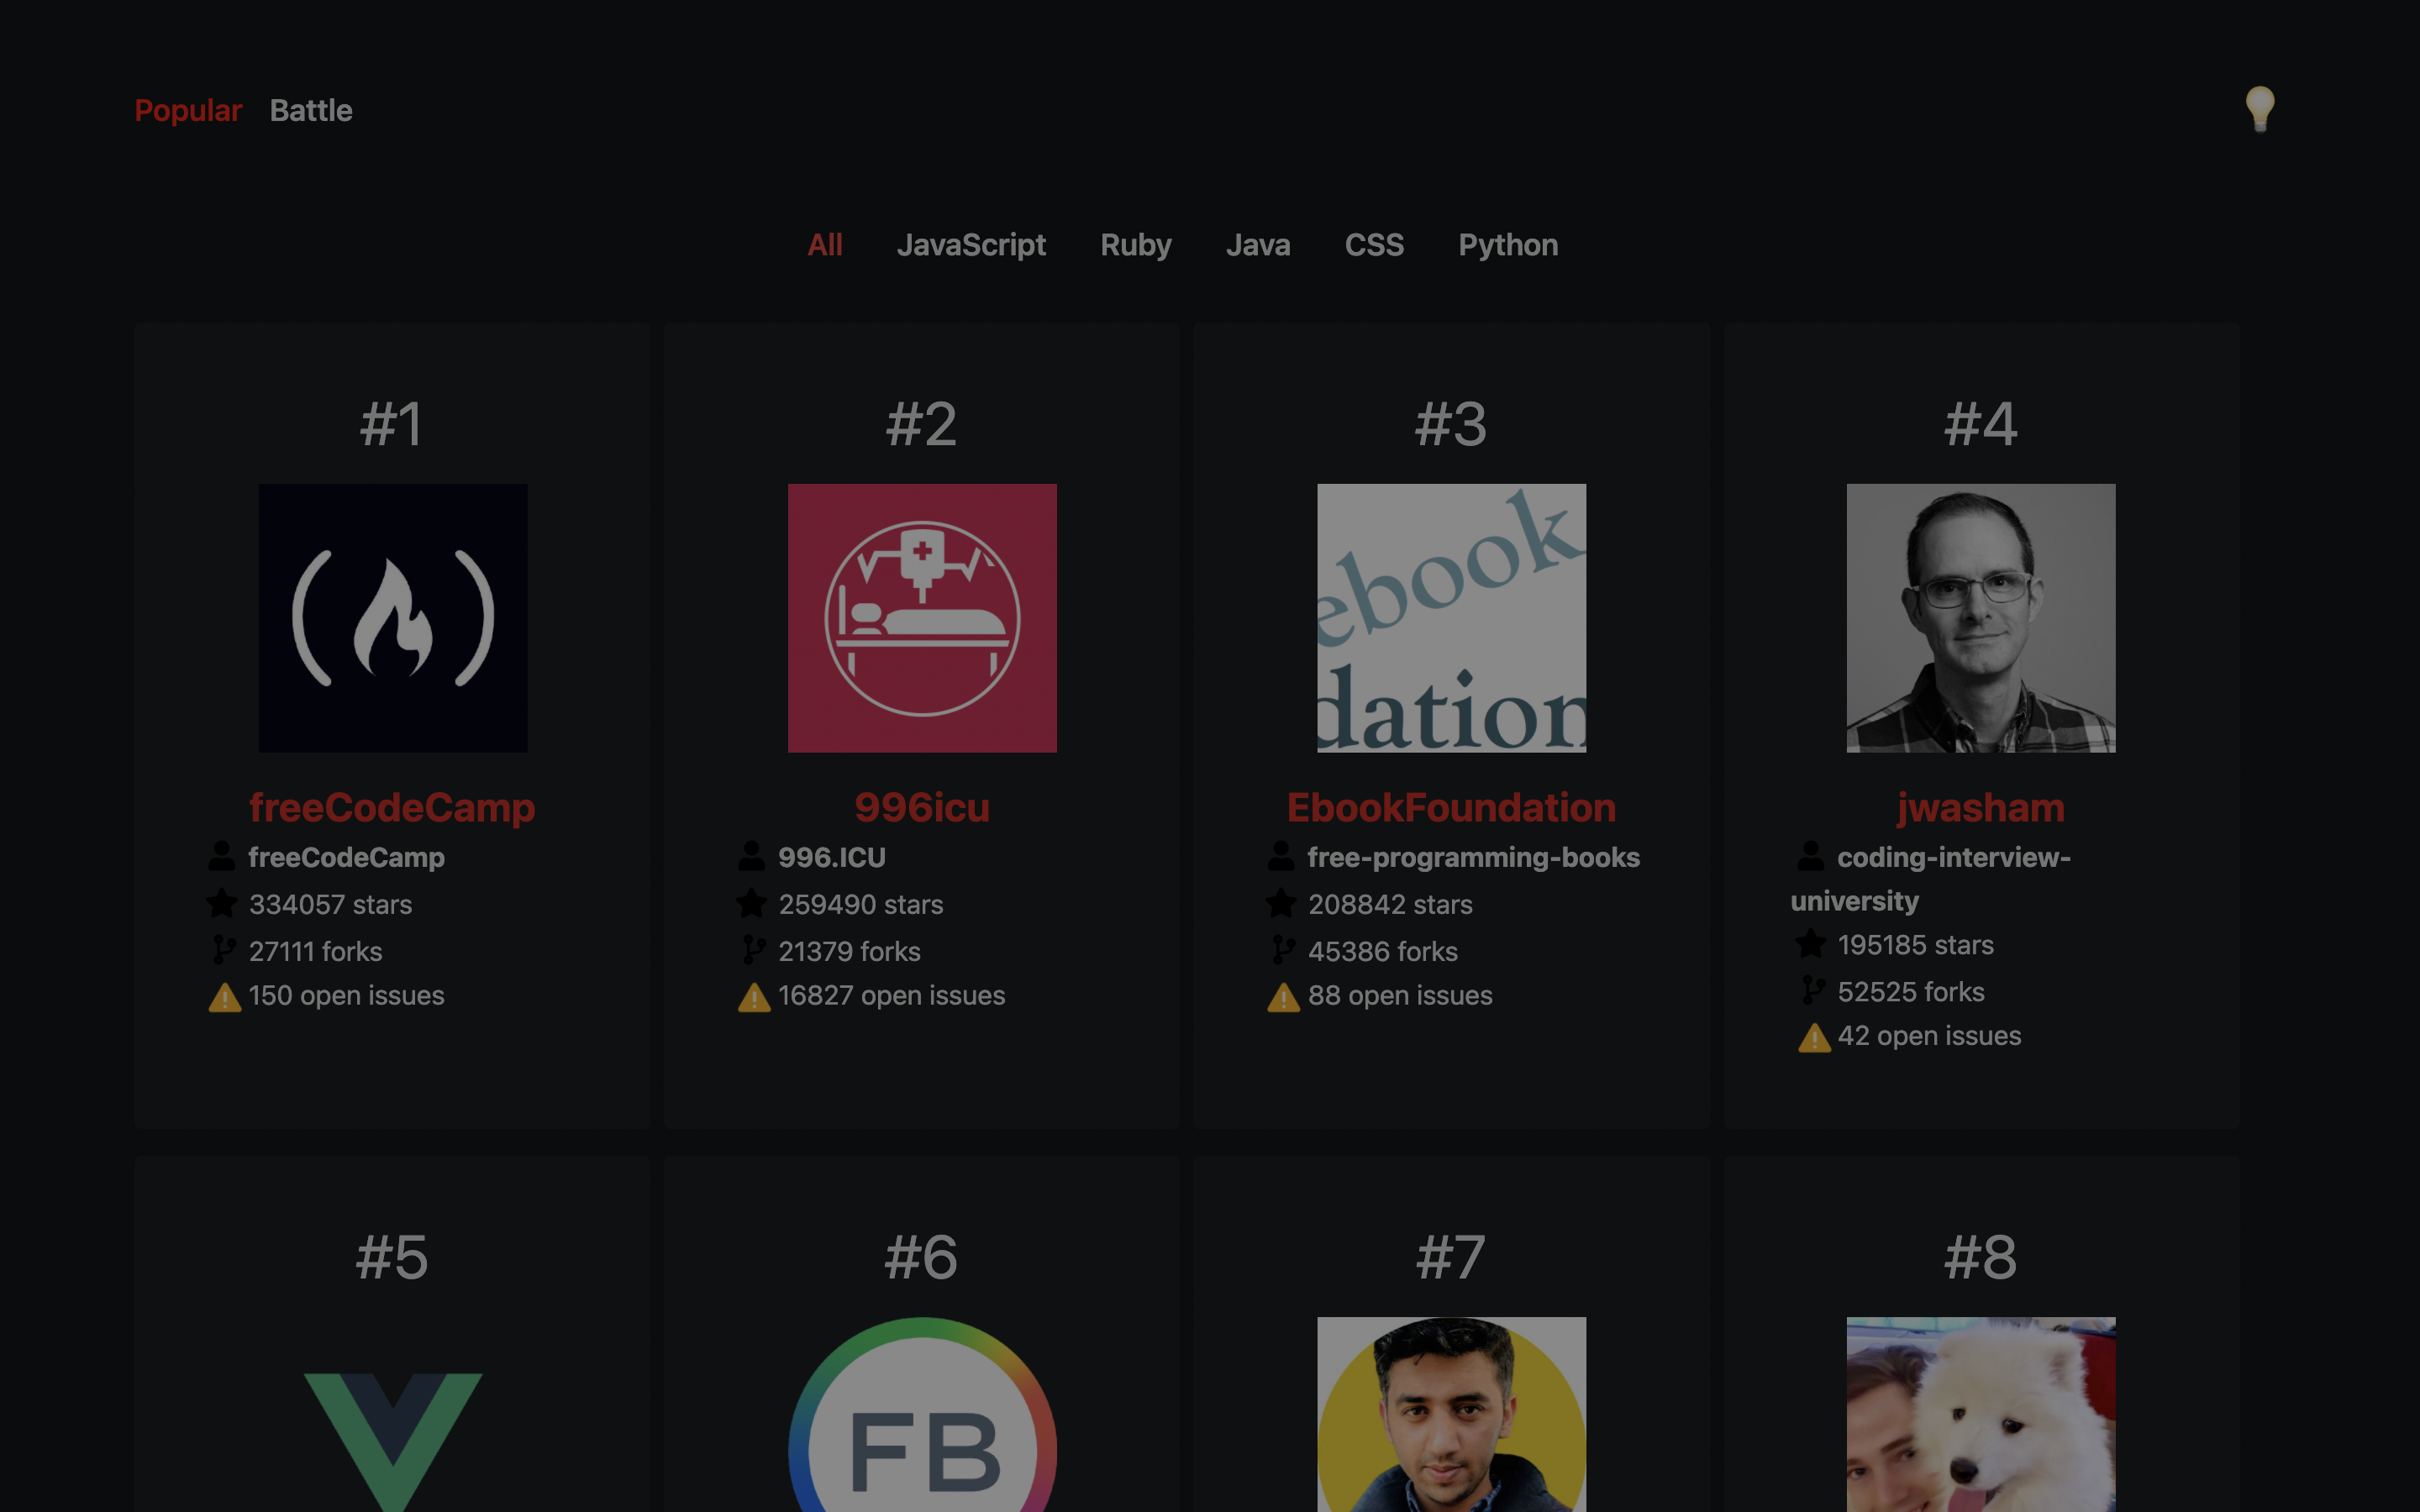 Popular Battle
All JavaScript Ruby Java CSS Python
#1
freeCodeCamp
freeCodeCamp
334057 stars
27111 forks
150 open issues
#2
996icu
996.ICU
259490 stars
21379 forks
16827 open issues
#3
ebook
dation
EbookFoundation
free-programming-books
208842 stars
45386 forks
88 open issues
#4
jwasham
coding-interview-
university
195185 stars
52525 forks
42 open issues
#5
#6
FB
#7
#8